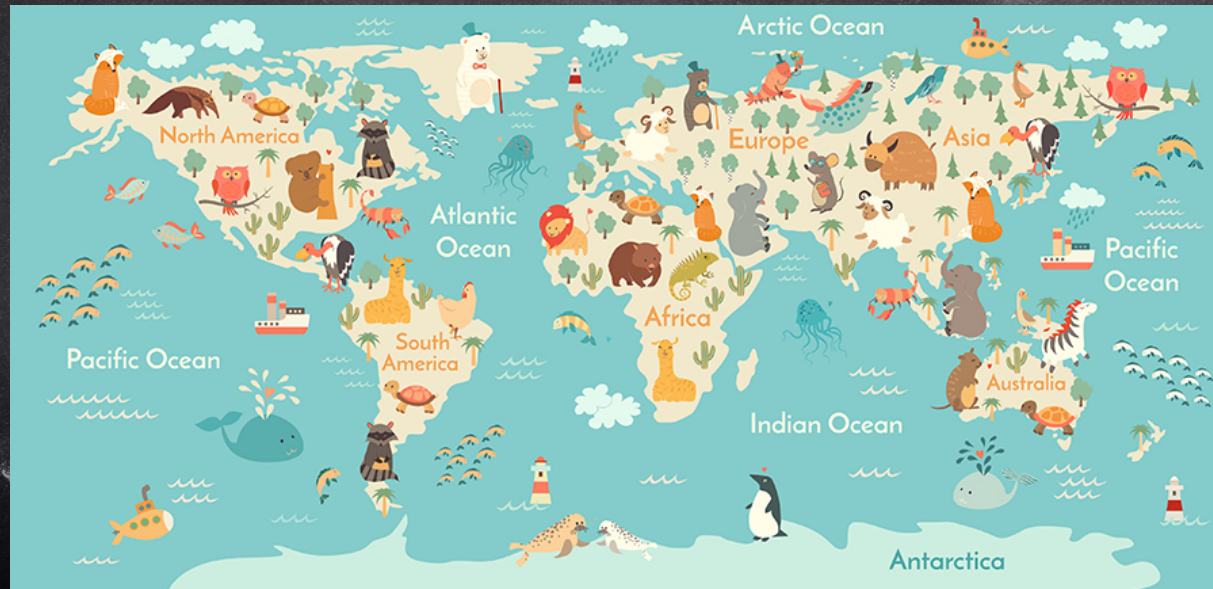 Arctic Ocean
North America
Europe
Asia
Atlantic
Ocean
Pacific
Ocean
Africa
South
America
Pacific Ocean
Australia
Indian Ocean
Antarctica